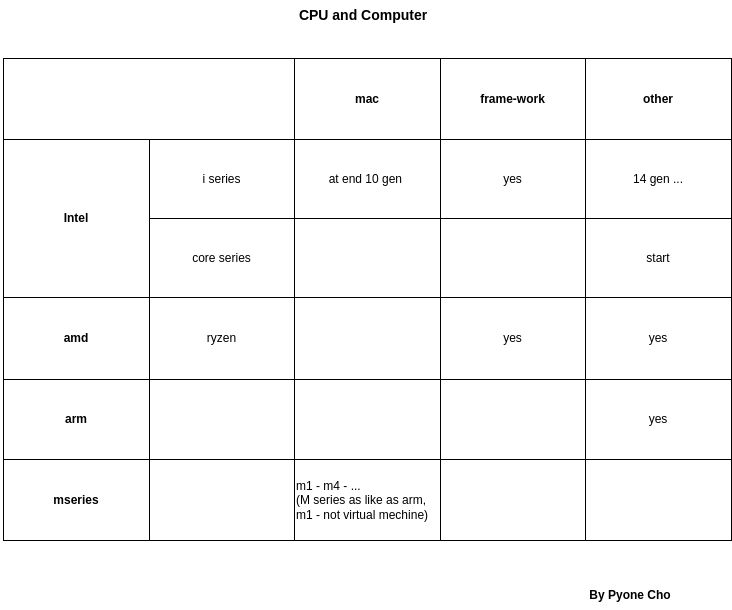 CPU and Computer
mac
frame-work
other
Intel
i series
at end 10 gen
yes
14 gen ...
core series
start
amd
ryzen
yes
yes
arm
yes
mseries
m1 - m4 - ...
(M series as like as arm,
m1 - not virtual mechine)
By Pyone Cho